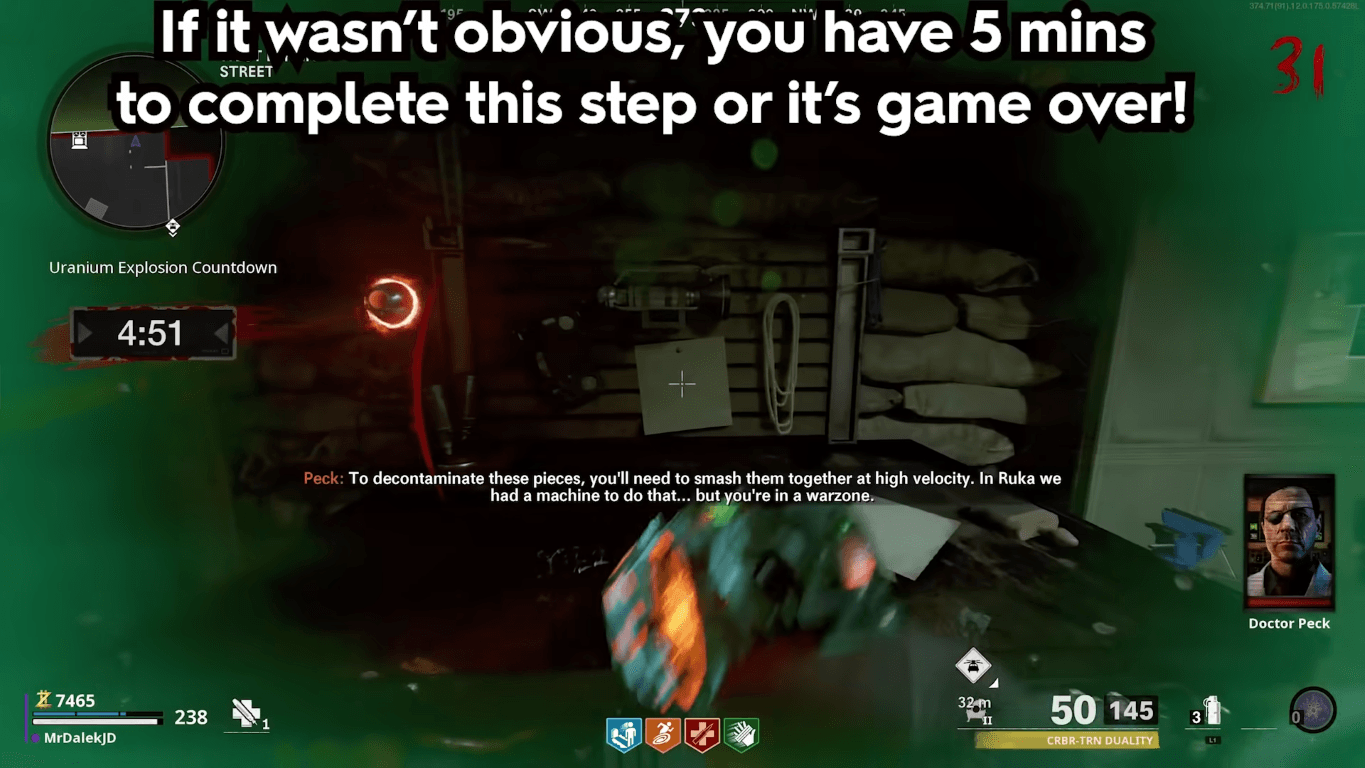 If it wasn't obvious, you have 5 mins
to complete this step or it's game over!
STREET
31
Uranium Explosion Countdown
4:51
Peck: To decontaminate these pieces, you'll need to smash them together at high velocity. In Ruka we
had a machine to do that... but you're in a warzone.
Doctor Peck
7465
238
1
MrDalekJD
32 m
II
50 145
CRBR-TRN DUALITY
3
L1
0